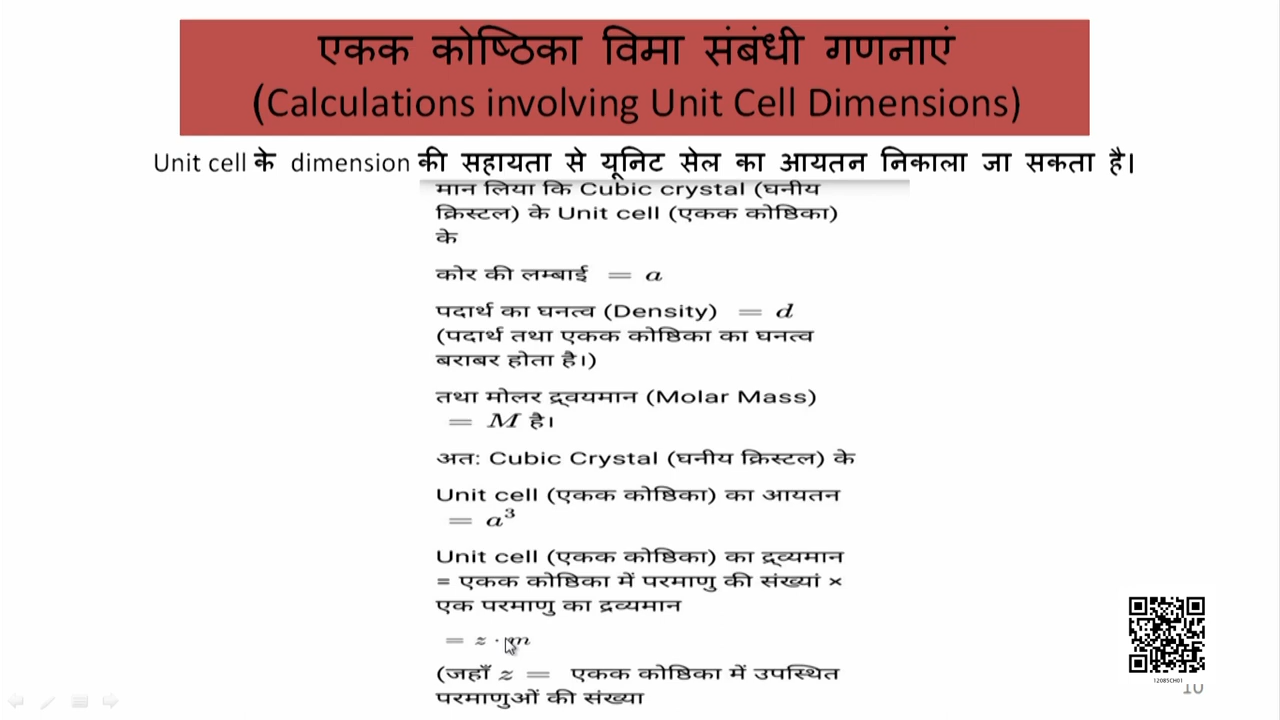 एकक कोष्ठिका विमा संबंधी गणनाएं
(Calculations involving Unit Cell Dimensions)
Unit cell के dimension की सहायता से यूनिट सेल का आयतन निकाला जा सकता है।
मान लिया कि Cubic crystal (घनीय
क्रिस्टल) के Unit cell (एकक कोष्ठिका)
के
कोर की लम्बाई = a
पदार्थ का घनत्व (Density) = d
(पदार्थ तथा एकक कोष्ठिका का घनत्व
बराबर होता है।)
तथा मोलर द्र्वयमान (Molar Mass)
= M है।
अत: Cubic Crystal (घनीय क्रिस्टल) के
Unit cell (एकक कोष्ठिका) का आयतन
= a³
Unit cell (एकक कोष्ठिका) का द्र्व्यमान
= एकक कोष्ठिका में परमाणु की संख्यां ×
एक परमाणु का द्रव्यमान
= z · m
(जहाँ z = एकक कोष्ठिका में उपस्थित
परमाणुओं की संख्या
12085CH01
10